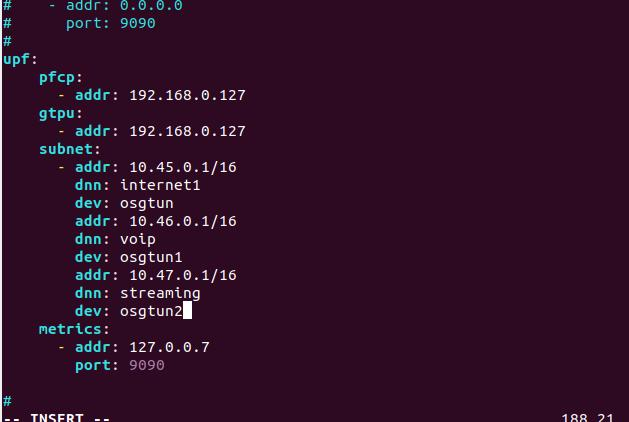 #    - addr: 0.0.0.0
#      port: 9090
#
upf:
    pfcp:
      - addr: 192.168.0.127
    gtpu:
      - addr: 192.168.0.127
    subnet:
      - addr: 10.45.0.1/16
        dnn: internet1
        dev: osgtun
        addr: 10.46.0.1/16
        dnn: voip
        dev: osgtun1
        addr: 10.47.0.1/16
        dnn: streaming
        dev: osgtun2
    metrics:
      - addr: 127.0.0.7
        port: 9090
#
-- INSERT -- 188,21